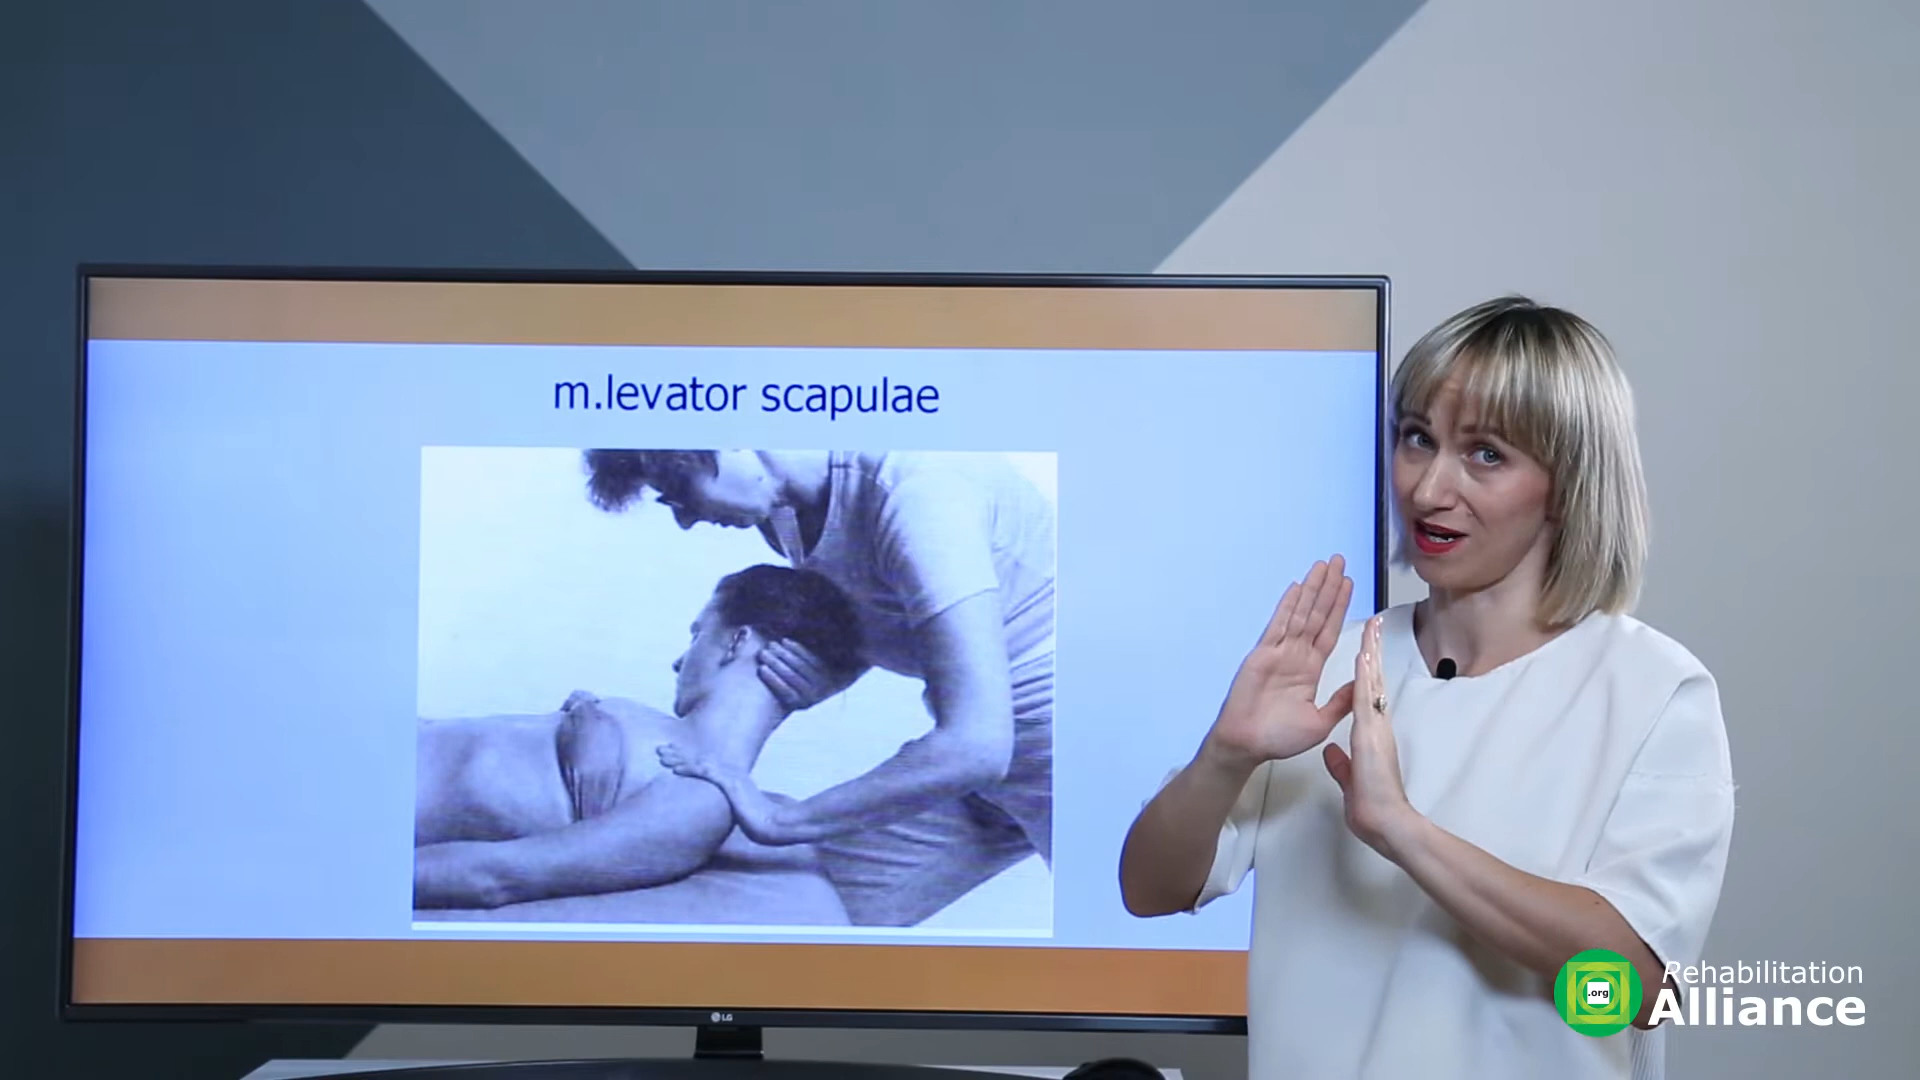 m.levator scapulae
LG
.org
Rehabilitation
Alliance